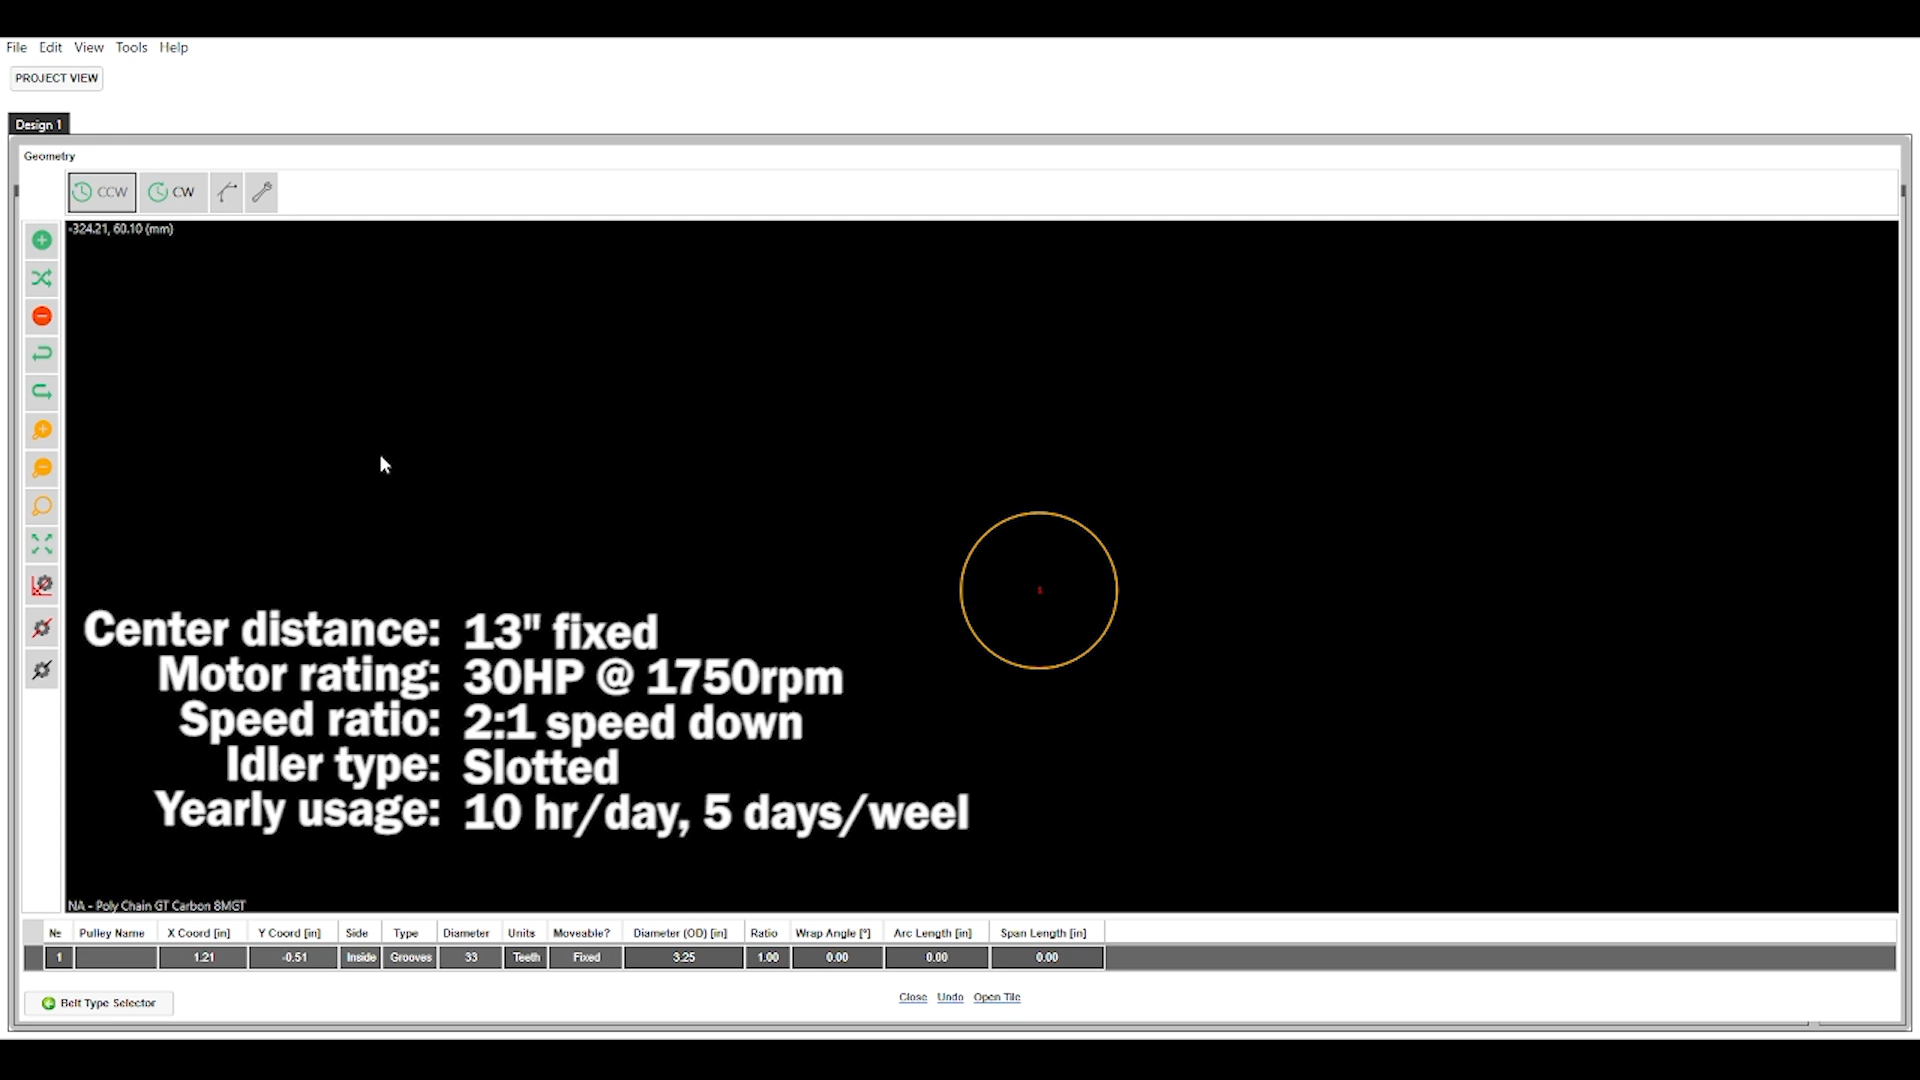 File Edit View Tools Help
PROJECT VIEW
Design 1
Geometry
CCW CW
-324.21, 60.10 (mm)
1
Center distance: 13" fixed
Motor rating: 30HP @ 1750rpm
Speed ratio: 2:1 speed down
Idler type: Slotted
Yearly usage: 10 hr/day, 5 days/weel
NA - Poly Chain GT Carbon 8MGT
№ Pulley Name X Coord [in] Y Coord [in] Side Type Diameter Units Moveable? Diameter (OD) [in] Ratio Wrap Angle [°] Arc Length [in] Span Length [in]
1 1.21 -0.51 Inside Grooves 33 Teeth Fixed 3.25 1.00 0.00 0.00 0.00
Belt Type Selector
Close Undo Open Tile